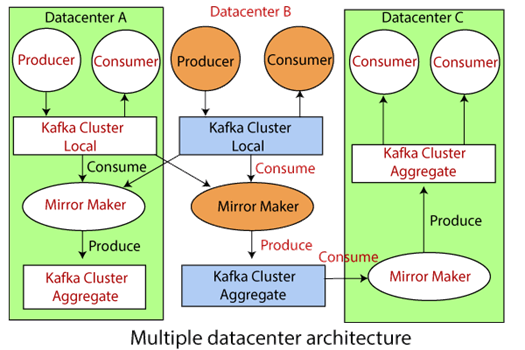 Datacenter A
Datacenter B
Datacenter C
Producer
Consumer
Producer
Consumer
Consumer
Consumer
Kafka Cluster
Local
Kafka Cluster
Local
Kafka Cluster
Aggregate
Consume
Consume
Mirror Maker
Mirror Maker
Produce
Produce
Produce
Consume
Mirror Maker
Kafka Cluster
Aggregate
Kafka Cluster
Aggregate
Multiple datacenter architecture